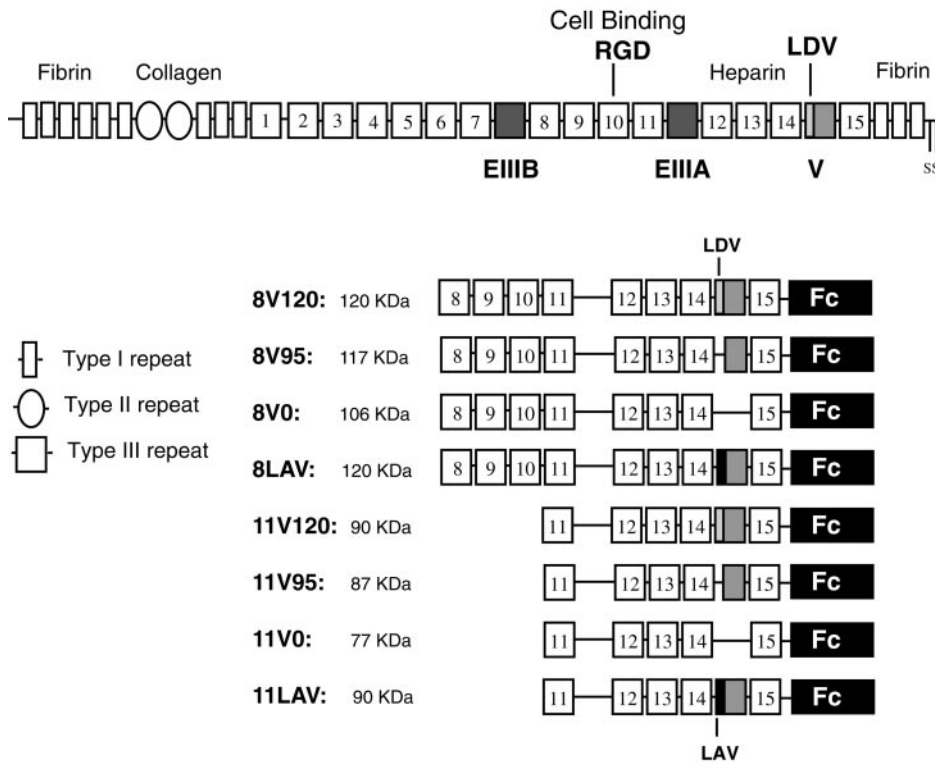 Cell Binding
RGD
LDV
Fibrin Collagen Heparin Fibrin
1 2 3 4 5 6 7 8 9 10 11 12 13 14 15
EIIIB EIIIA V
LDV
8V120: 120 KDa 8 9 10 11 12 13 14 15 Fc
8V95: 117 KDa 8 9 10 11 12 13 14 15 Fc
8V0: 106 KDa 8 9 10 11 12 13 14 15 Fc
8LAV: 120 KDa 8 9 10 11 12 13 14 15 Fc
11V120: 90 KDa 11 12 13 14 15 Fc
11V95: 87 KDa 11 12 13 14 15 Fc
11V0: 77 KDa 11 12 13 14 15 Fc
11LAV: 90 KDa 11 12 13 14 15 Fc
LAV
Type I repeat
Type II repeat
Type III repeat